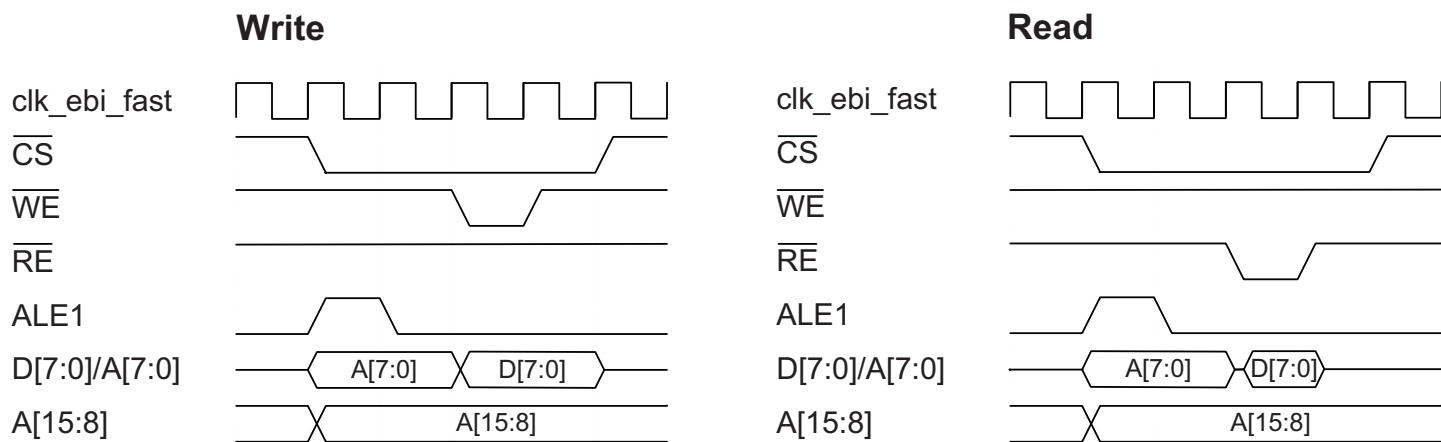 Write
clk_ebi_fast
CS
WE
RE
ALE1
D[7:0]/A[7:0] A[7:0] D[7:0]
A[15:8] A[15:8]
Read
clk_ebi_fast
CS
WE
RE
ALE1
D[7:0]/A[7:0] A[7:0] D[7:0]
A[15:8] A[15:8]